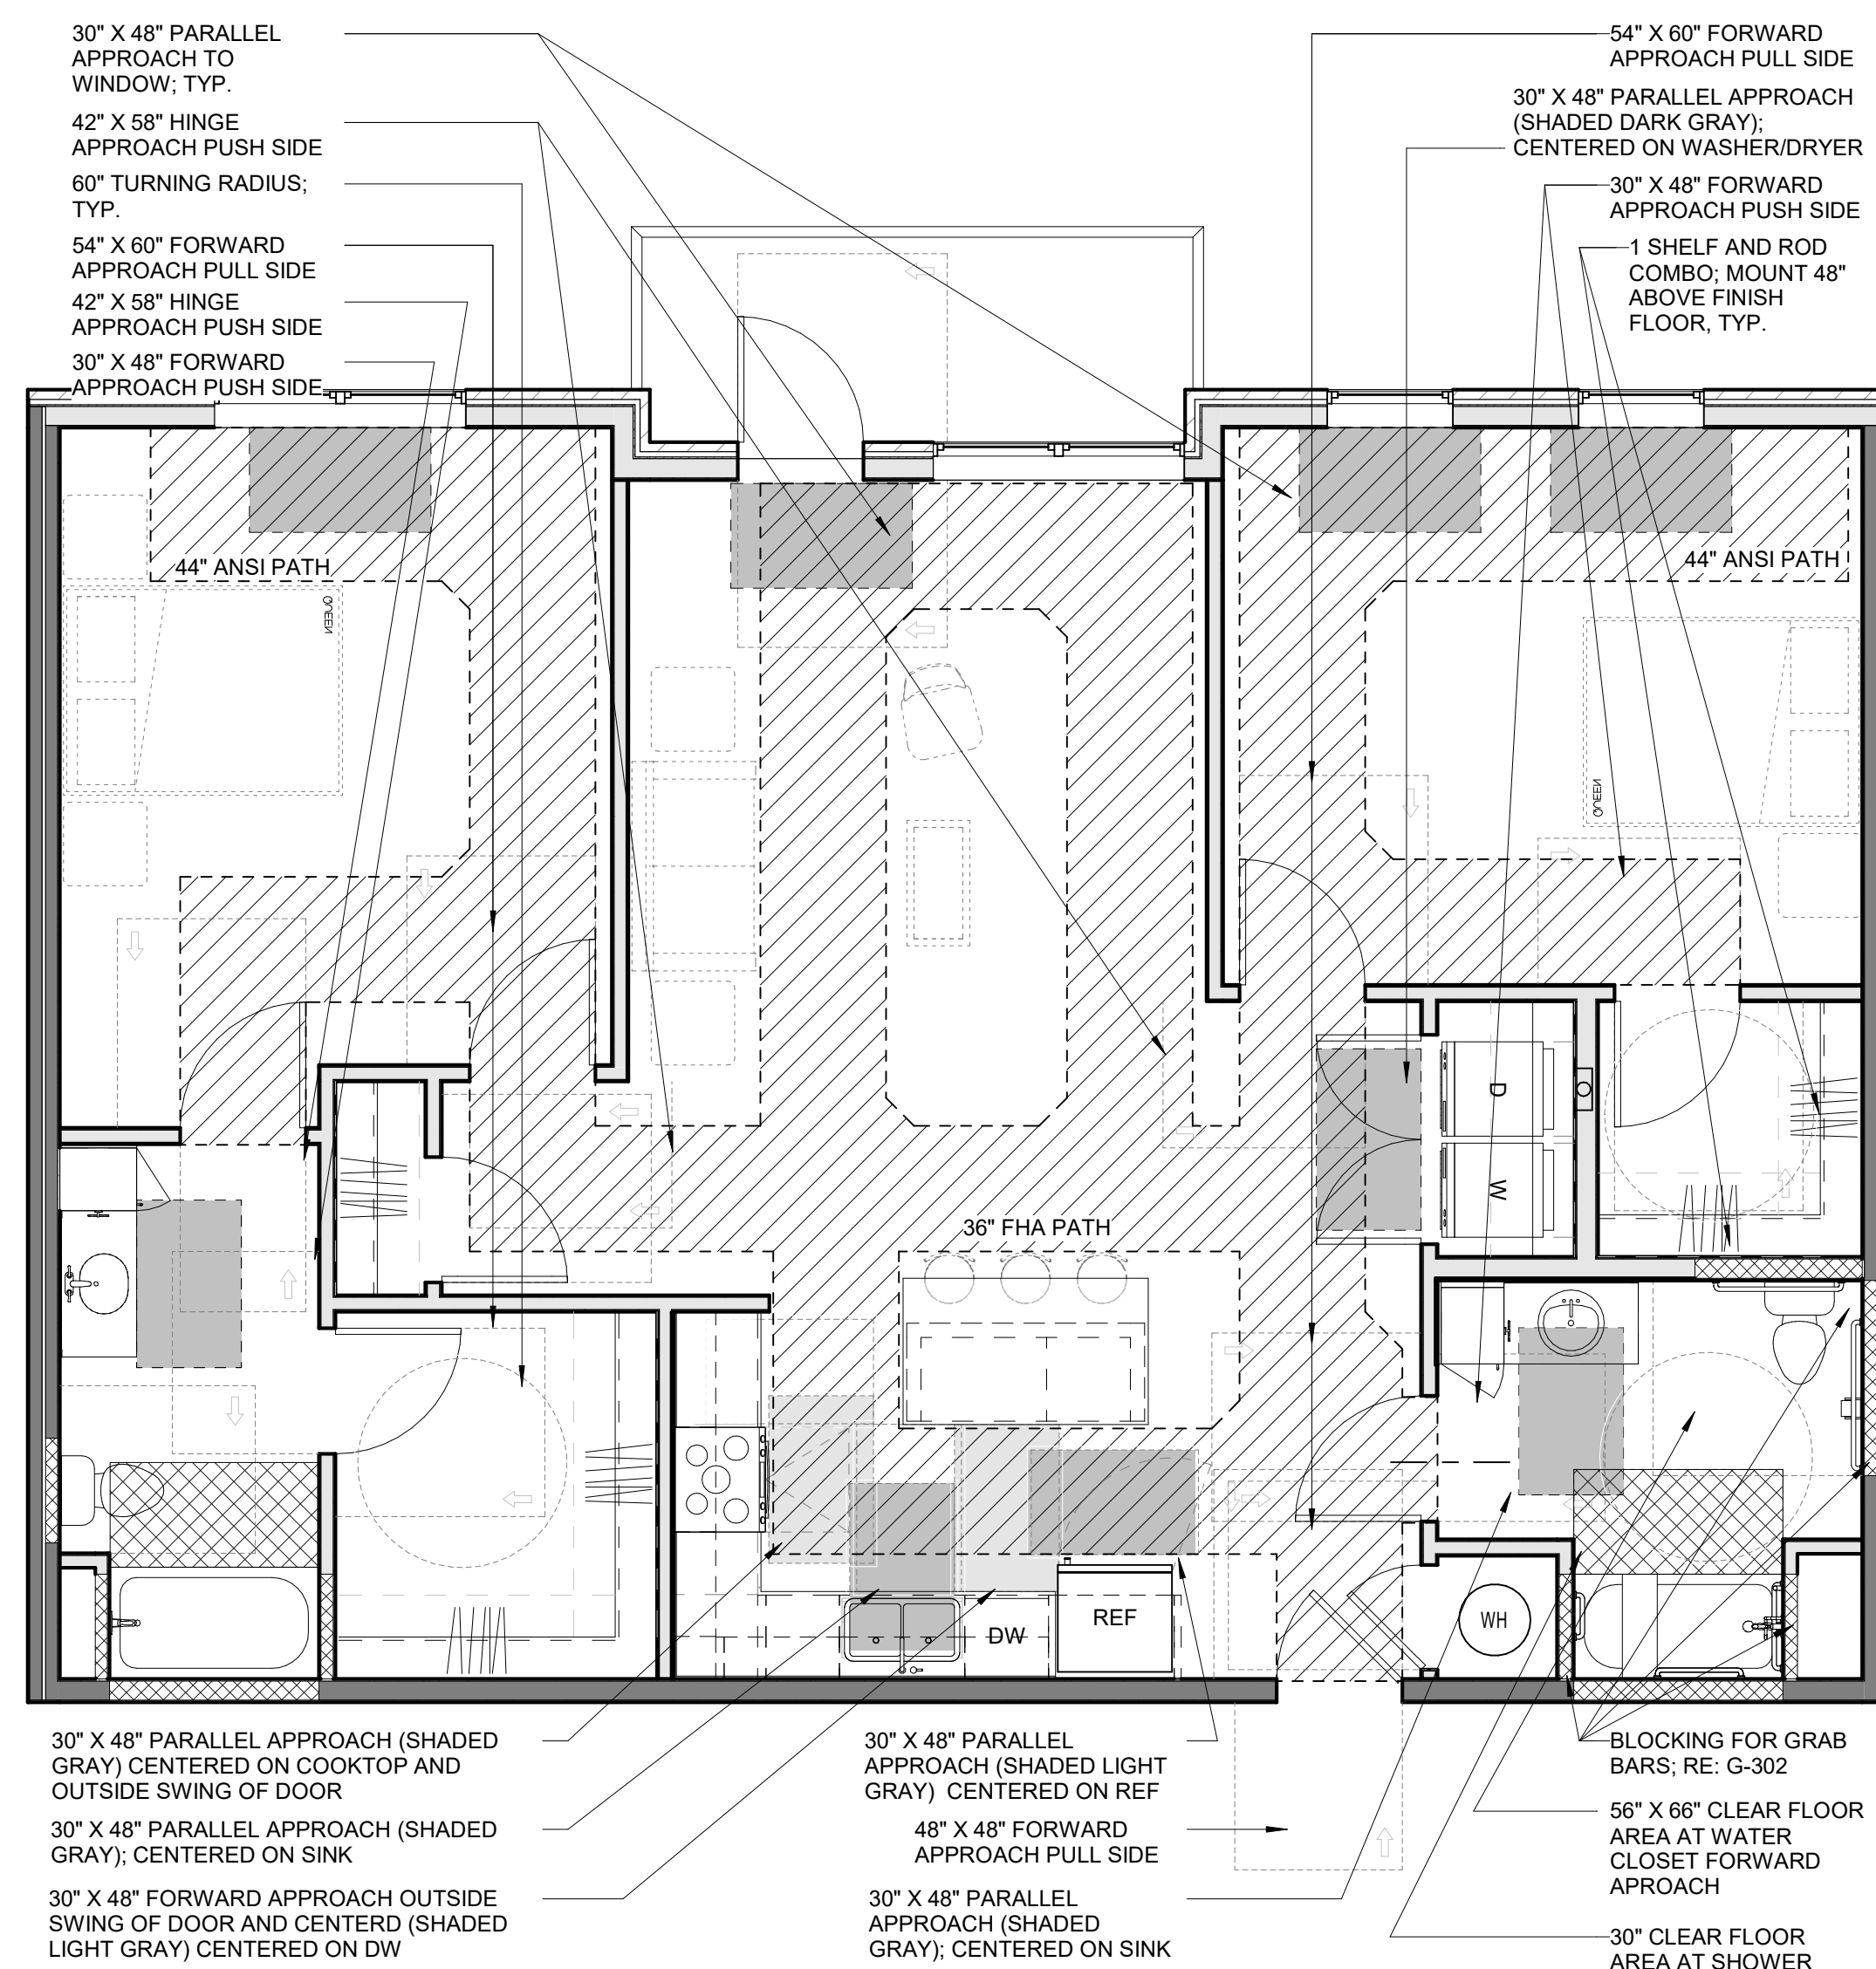 30" X 48" PARALLEL
APPROACH TO
WINDOW; TYP.
42" X 58" HINGE
APPROACH PUSH SIDE
60" TURNING RADIUS;
TYP.
54" X 60" FORWARD
APPROACH PULL SIDE
42" X 58" HINGE
APPROACH PUSH SIDE
30" X 48" FORWARD
APPROACH PUSH SIDE
54" X 60" FORWARD
APPROACH PULL SIDE
30" X 48" PARALLEL APPROACH
(SHADED DARK GRAY);
CENTERED ON WASHER/DRYER
30" X 48" FORWARD
APPROACH PUSH SIDE
1 SHELF AND ROD
COMBO; MOUNT 48"
ABOVE FINISH
FLOOR, TYP.
44" ANSI PATH
QUEEN
44" ANSI PATH
QUEEN
D
W
36" FHA PATH
REF
DW
WH
30" X 48" PARALLEL APPROACH (SHADED
GRAY) CENTERED ON COOKTOP AND
OUTSIDE SWING OF DOOR
30" X 48" PARALLEL APPROACH (SHADED
GRAY); CENTERED ON SINK
30" X 48" FORWARD APPROACH OUTSIDE
SWING OF DOOR AND CENTERD (SHADED
LIGHT GRAY) CENTERED ON DW
30" X 48" PARALLEL
APPROACH (SHADED LIGHT
GRAY) CENTERED ON REF
48" X 48" FORWARD
APPROACH PULL SIDE
30" X 48" PARALLEL
APPROACH (SHADED
GRAY); CENTERED ON SINK
BLOCKING FOR GRAB
BARS; RE: G-302
56" X 66" CLEAR FLOOR
AREA AT WATER
CLOSET FORWARD
APROACH
30" CLEAR FLOOR
AREA AT SHOWER